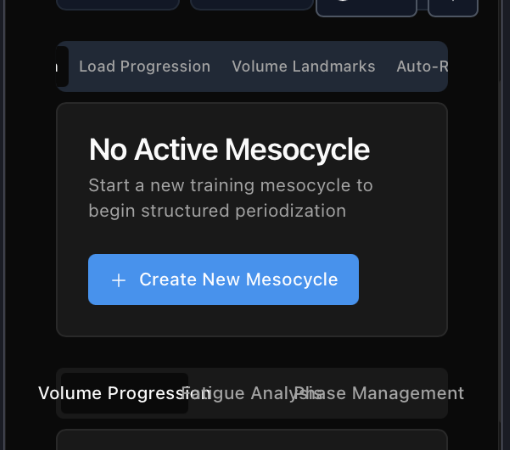 Load Progression Volume Landmarks Auto-R
No Active Mesocycle
Start a new training mesocycle to
begin structured periodization
+ Create New Mesocycle
Volume Progression Fatigue Analysis Phase Management